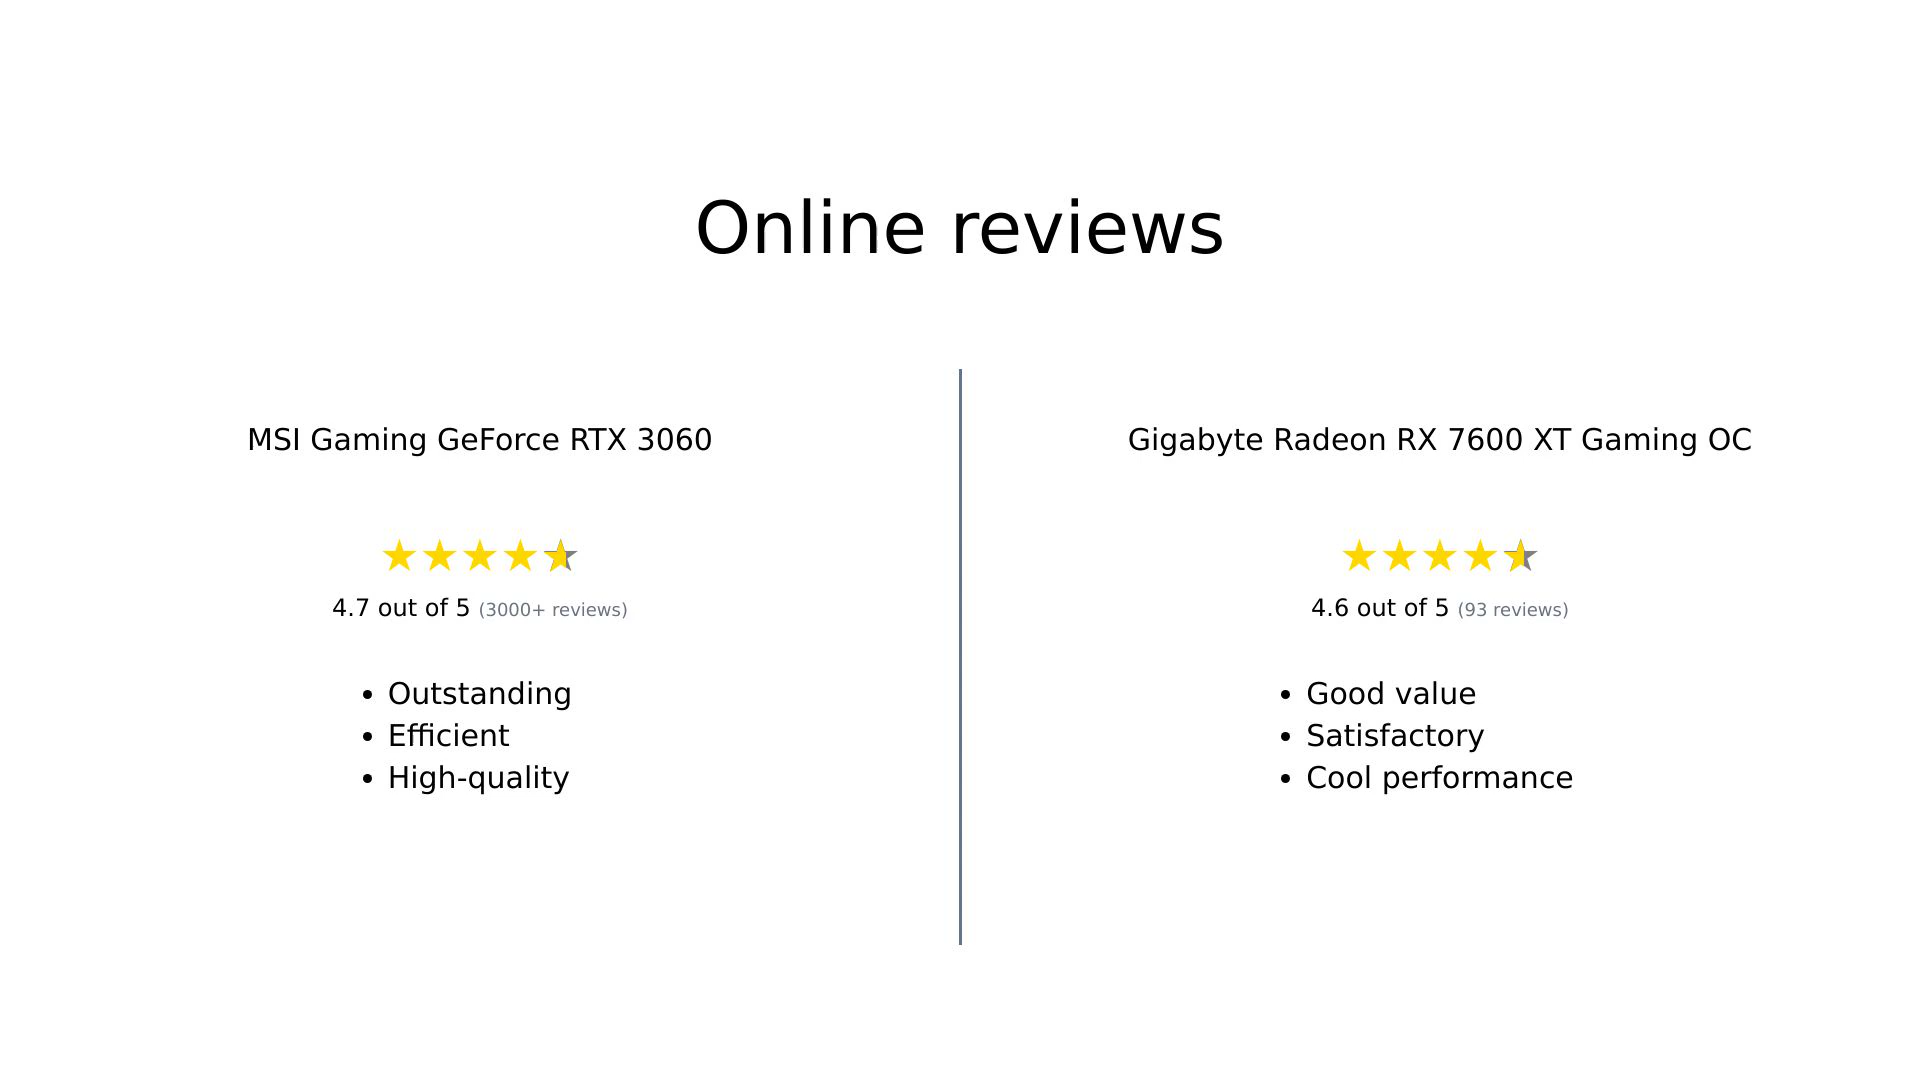 Online reviews
MSI Gaming GeForce RTX 3060
4.7 out of 5 (3000+ reviews)
• Outstanding
• Efficient
• High-quality
Gigabyte Radeon RX 7600 XT Gaming OC
4.6 out of 5 (93 reviews)
• Good value
• Satisfactory
• Cool performance